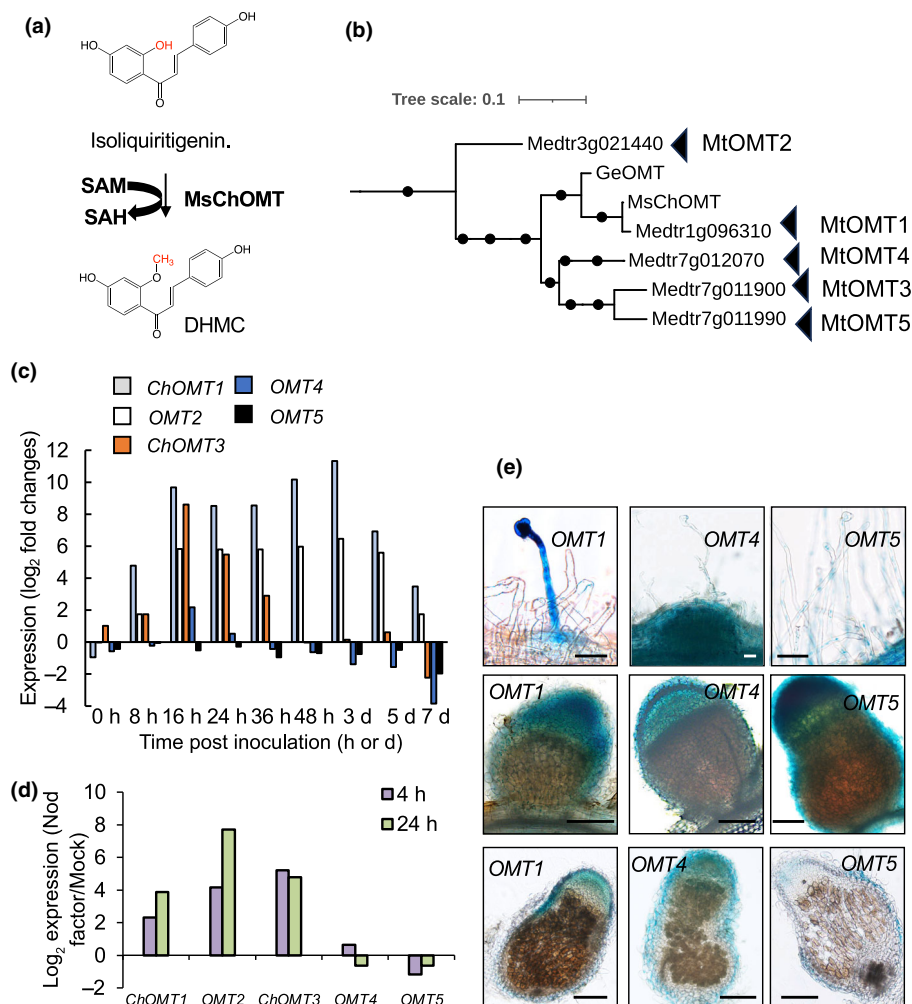 (a)
OH
HO
OH
O
Isoliquiritigenin.
SAM
SAH
MsChOMT
CH₃
OH
HO
O
O
DHMC
(b)
Tree scale: 0.1
Medtr3g021440
MtOMT2
GeOMT
MsChOMT
Medtr1g096310
MtOMT1
Medtr7g012070
MtOMT4
Medtr7g011900
MtOMT3
Medtr7g011990
MtOMT5
(c)
ChOMT1
OMT4
OMT2
OMT5
ChOMT3
Expression (log₂ fold changes)
12
10
8
6
4
2
0
−2
−4
0 h 8 h 16 h 24 h 36 h 48 h 3 d 5 d 7 d
Time post inoculation (h or d)
(d)
Log₂ expression (Nod
factor/Mock)
10
8
6
4
2
0
−2
4 h
24 h
ChOMT1 OMT2 ChOMT3 OMT4 OMT5
(e)
OMT1
OMT4
OMT5
OMT1
OMT4
OMT5
OMT1
OMT4
OMT5